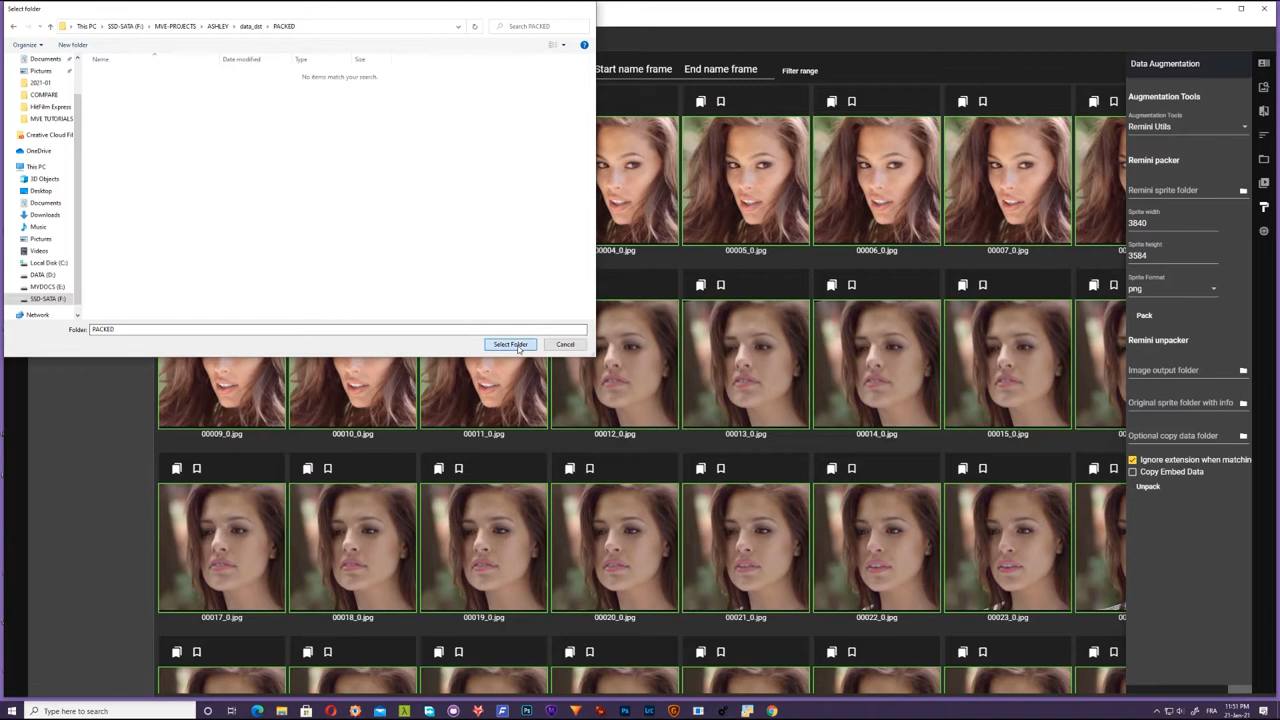 Select folder
This PC > SSD-SATA (F:) > MVE-PROJECTS > ASHLEY > data_dst > PACKED
Search PACKED
Organize
New folder
Name
Date modified
Type
Size
No items match your search.
Documents
Pictures
2021-01
COMPARE
HitFilm Express
MVE TUTORIALS
Creative Cloud Fil
OneDrive
This PC
3D Objects
Desktop
Documents
Downloads
Music
Pictures
Videos
Local Disk (C:)
DATA (D:)
MYDOCS (E:)
SSD-SATA (F:)
Network
Folder:
PACKED
Select Folder
Cancel
Start name frame
End name frame
Filter range
004_0.jpg
00005_0.jpg
00006_0.jpg
00007_0.jpg
00
00009_0.jpg
00010_0.jpg
00011_0.jpg
00012_0.jpg
00013_0.jpg
00014_0.jpg
00015_0.jpg
00
00017_0.jpg
00018_0.jpg
00019_0.jpg
00020_0.jpg
00021_0.jpg
00022_0.jpg
00023_0.jpg
00
Data Augmentation
Augmentation Tools
Augmentation Tools
Remini Utils
Remini packer
Remini sprite folder
Sprite width
3840
Sprite height
3584
Sprite Format
png
Pack
Remini unpacker
Image output folder
Original sprite folder with info
Optional copy data folder
Ignore extension when matchin
Copy Embed Data
Unpack
Type here to search
FRA
11:51 PM
21-Jan-21